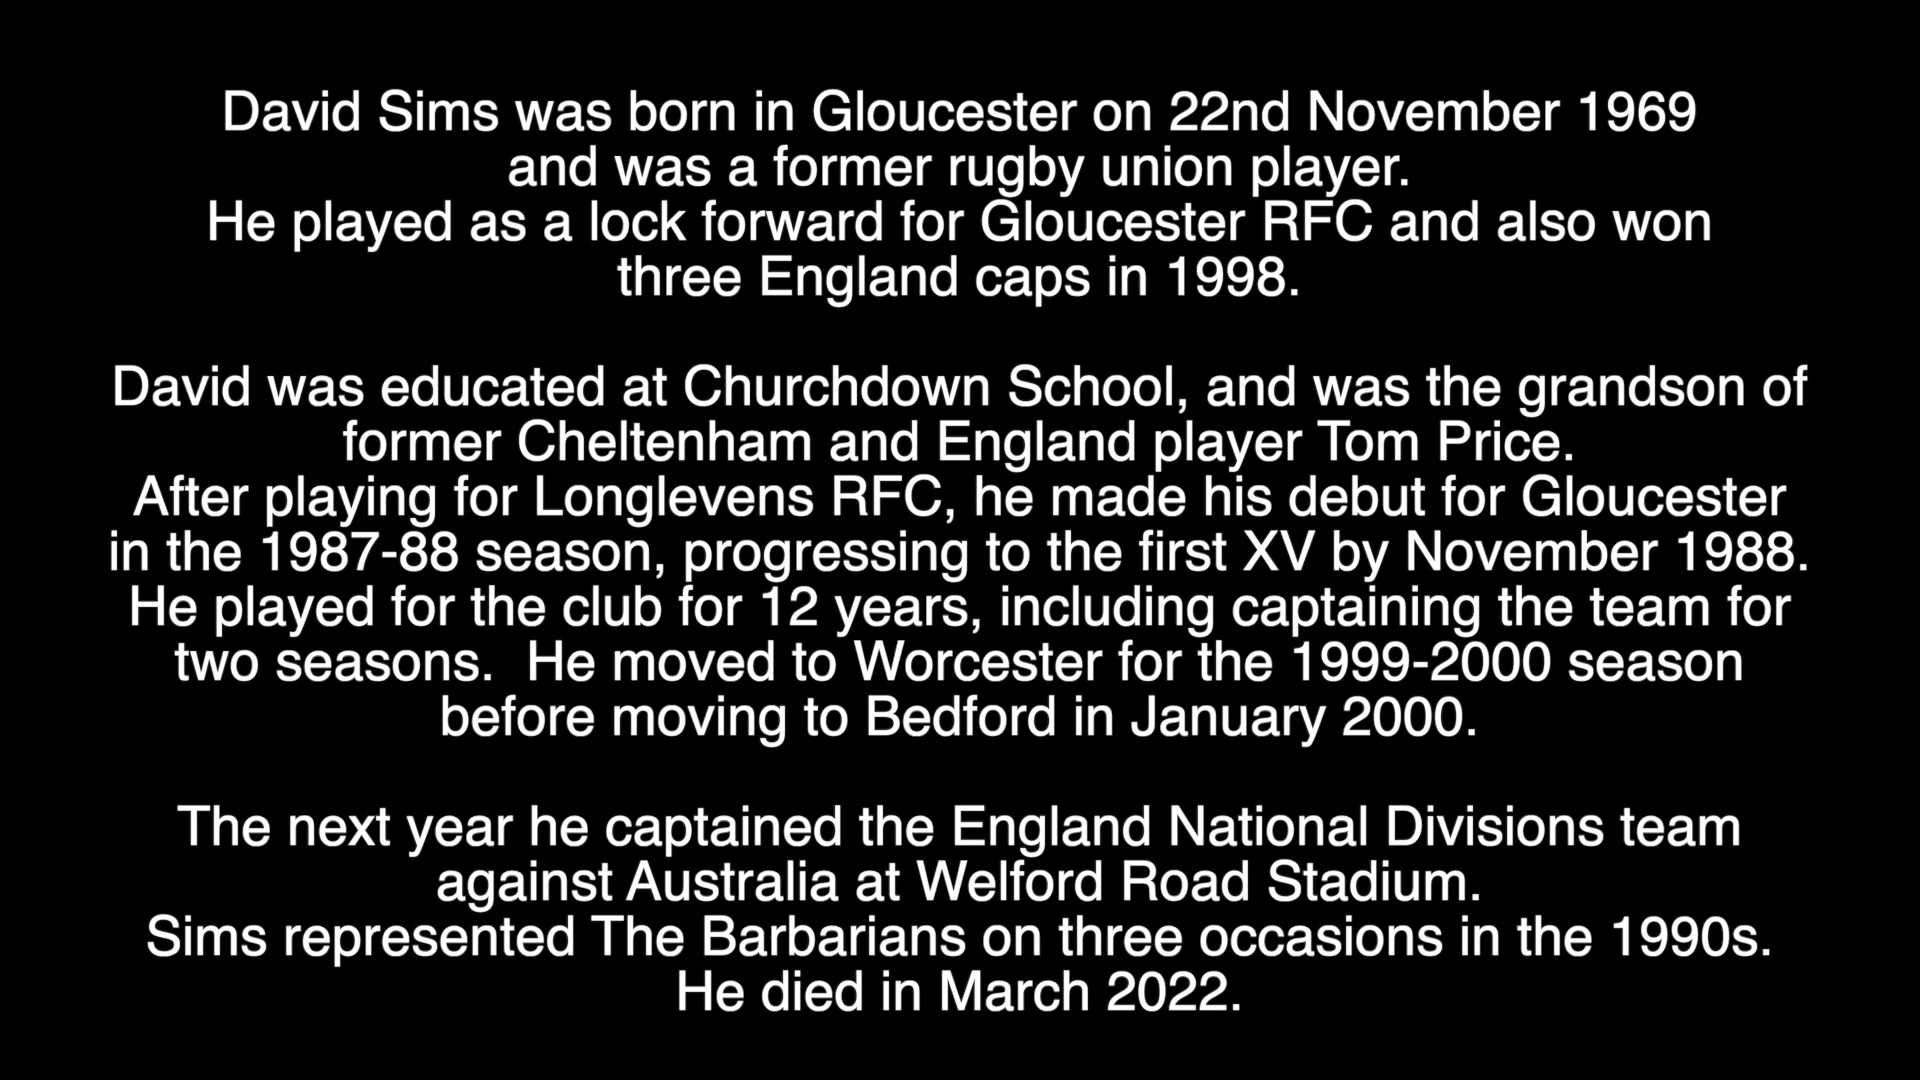 David Sims was born in Gloucester on 22nd November 1969
and was a former rugby union player.
He played as a lock forward for Gloucester RFC and also won
three England caps in 1998.
David was educated at Churchdown School, and was the grandson of
former Cheltenham and England player Tom Price.
After playing for Longlevens RFC, he made his debut for Gloucester
in the 1987-88 season, progressing to the first XV by November 1988.
He played for the club for 12 years, including captaining the team for
two seasons.  He moved to Worcester for the 1999-2000 season
before moving to Bedford in January 2000.
The next year he captained the England National Divisions team
against Australia at Welford Road Stadium.
Sims represented The Barbarians on three occasions in the 1990s.
He died in March 2022.